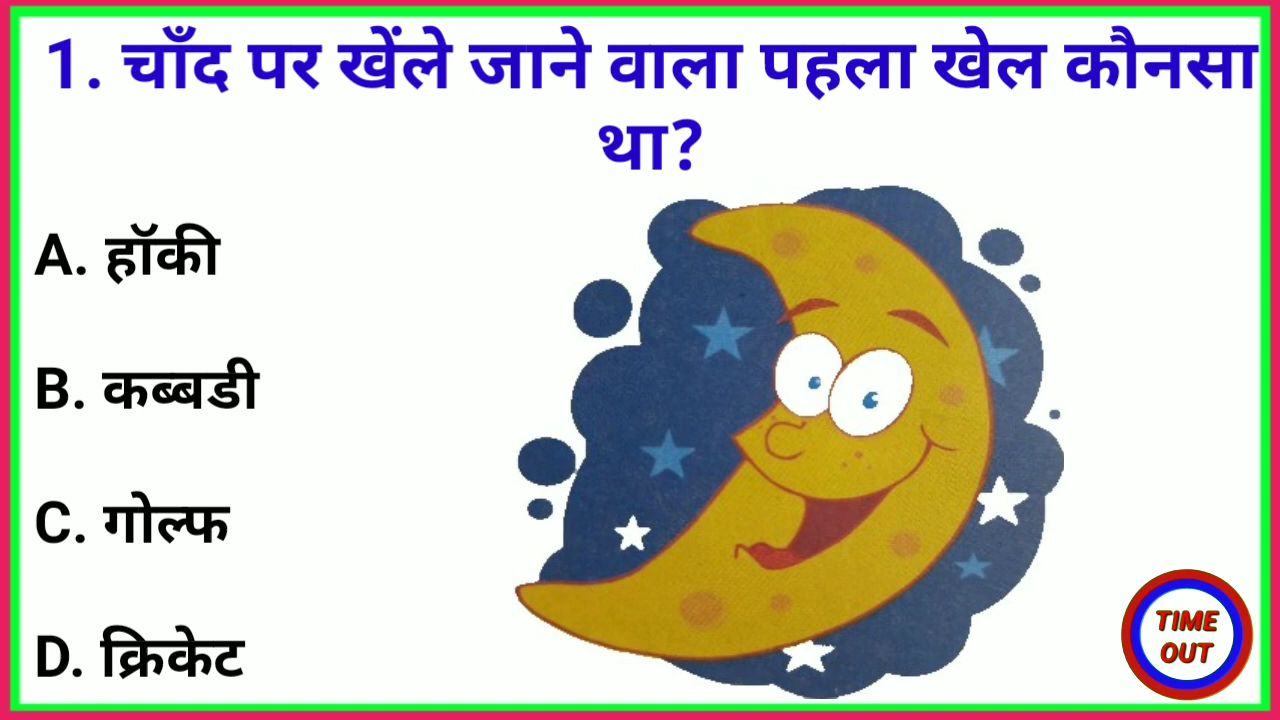 1. चाँद पर खेंले जाने वाला पहला खेल कौनसा
था?
A. हॉकी
B. कब्बडी
C. गोल्फ
D. क्रिकेट
TIME
OUT